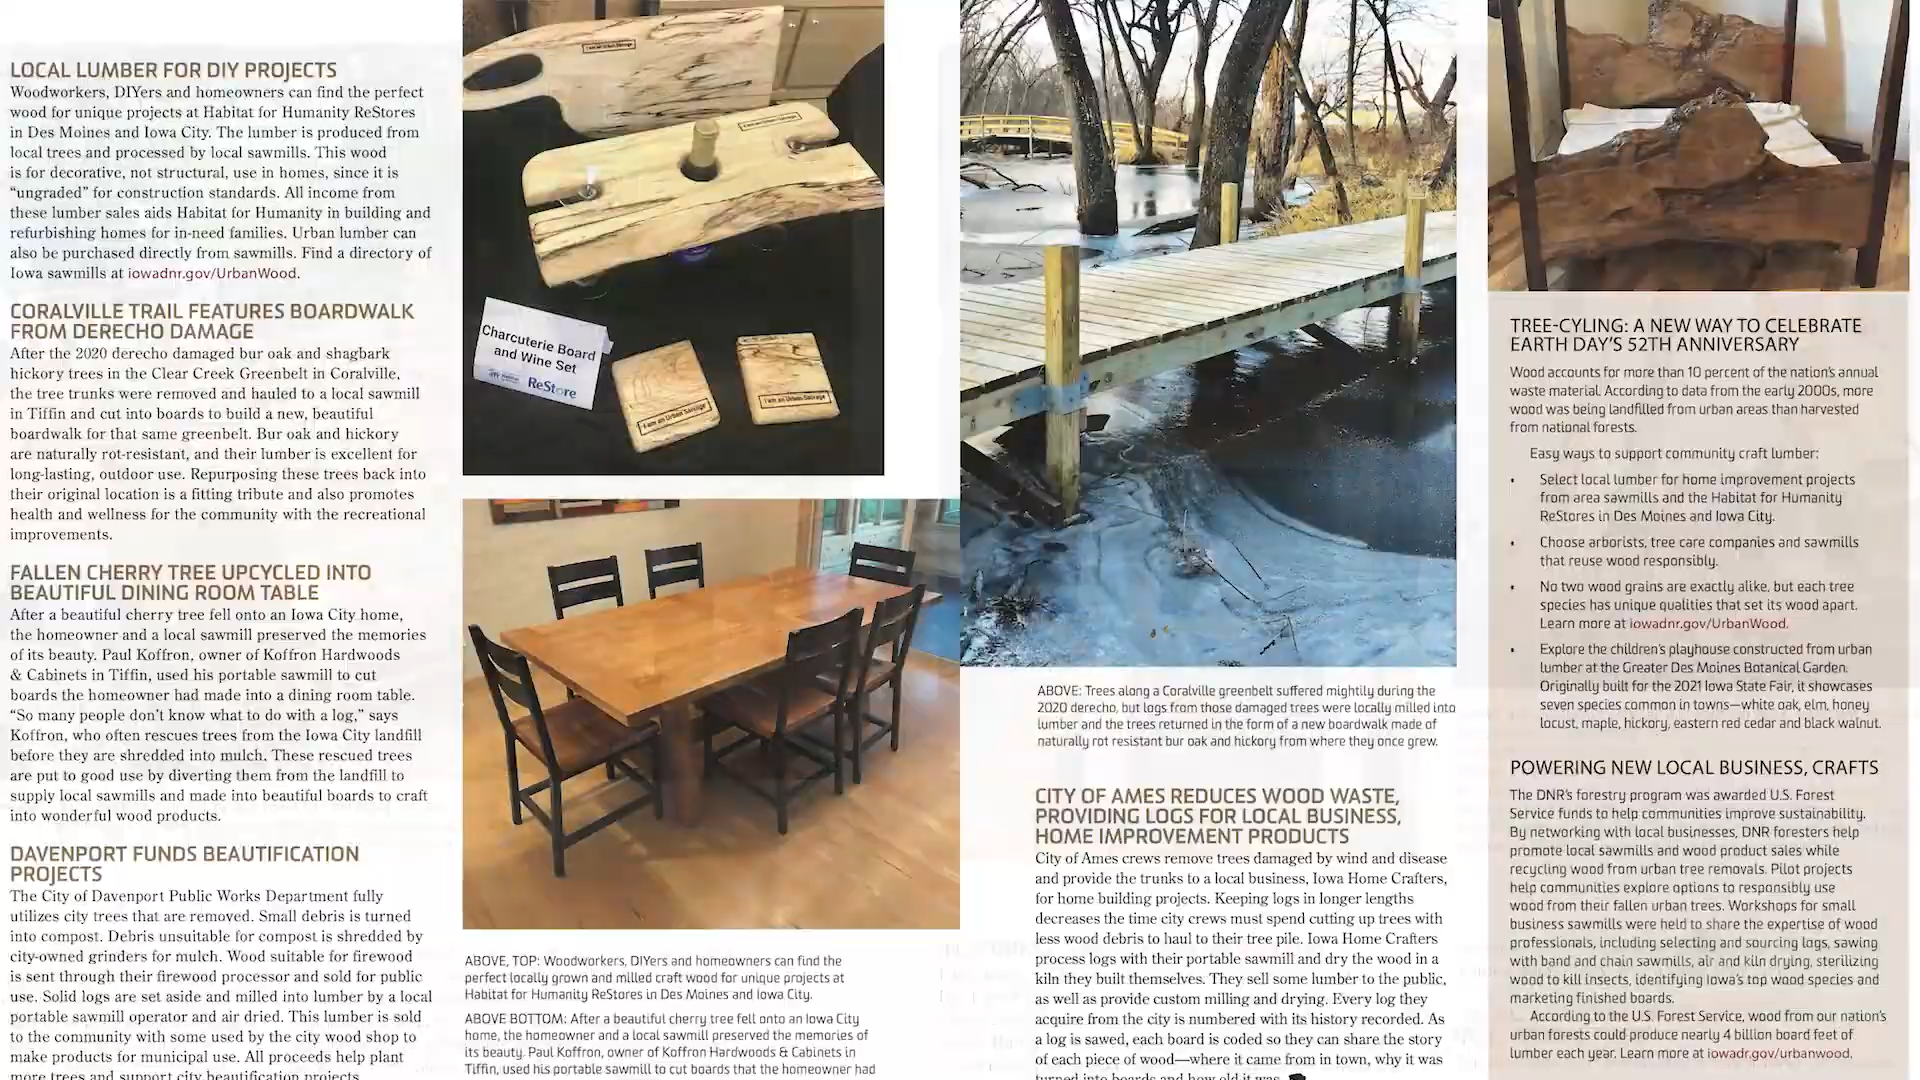 LOCAL LUMBER FOR DIY PROJECTS
Woodworkers, DIYers and homeowners can find the perfect
wood for unique projects at Habitat for Humanity ReStores
in Des Moines and Iowa City. The lumber is produced from
local trees and processed by local sawmills. This wood
is for decorative, not structural, use in homes, since it is
“ungraded” for construction standards. All income from
these lumber sales aids Habitat for Humanity in building and
refurbishing homes for in-need families. Urban lumber can
also be purchased directly from sawmills. Find a directory of
Iowa sawmills at iowadnr.gov/UrbanWood.
CORALVILLE TRAIL FEATURES BOARDWALK
FROM DERECHO DAMAGE
After the 2020 derecho damaged bur oak and shagbark
hickory trees in the Clear Creek Greenbelt in Coralville,
the tree trunks were removed and hauled to a local sawmill
in Tiffin and cut into boards to build a new, beautiful
boardwalk for that same greenbelt. Bur oak and hickory
are naturally rot-resistant, and their lumber is excellent for
long-lasting, outdoor use. Repurposing these trees back into
their original location is a fitting tribute and also promotes
health and wellness for the community with the recreational
improvements.
FALLEN CHERRY TREE UPCYCLED INTO
BEAUTIFUL DINING ROOM TABLE
After a beautiful cherry tree fell onto an Iowa City home,
the homeowner and a local sawmill preserved the memories
of its beauty. Paul Koffron, owner of Koffron Hardwoods
& Cabinets in Tiffin, used his portable sawmill to cut
boards the homeowner had made into a dining room table.
“So many people don’t know what to do with a log,” says
Koffron, who often rescues trees from the Iowa City landfill
before they are shredded into mulch. These rescued trees
are put to good use by diverting them from the landfill to
supply local sawmills and made into beautiful boards to craft
into wonderful wood products.
DAVENPORT FUNDS BEAUTIFICATION
PROJECTS
The City of Davenport Public Works Department fully
utilizes city trees that are removed. Small debris is turned
into compost. Debris unsuitable for compost is shredded by
city-owned grinders for mulch. Wood suitable for firewood
is sent through their firewood processor and sold for public
use. Solid logs are set aside and milled into lumber by a local
portable sawmill operator and air dried. This lumber is sold
to the community with some used by the city wood shop to
make products for municipal use. All proceeds help plant
more trees and support city beautification projects.
I am an Urban Salvage
I am an Urban Salvage
Charcuterie Board
and Wine Set
ReStore
I am an Urban Salvage
I am an Urban Salvage
ABOVE, TOP: Woodworkers, DIYers and homeowners can find the
perfect locally grown and milled craft wood for unique projects at
Habitat for Humanity ReStores in Des Moines and Iowa City.
ABOVE BOTTOM: After a beautiful cherry tree fell onto an Iowa City
home, the homeowner and a local sawmill preserved the memories of
its beauty. Paul Koffron, owner of Koffron Hardwoods & Cabinets in
Tiffin, used his portable sawmill to cut boards that the homeowner had
ABOVE: Trees along a Coralville greenbelt suffered mightily during the
2020 derecho, but logs from those damaged trees were locally milled into
lumber and the trees returned in the form of a new boardwalk made of
naturally rot resistant bur oak and hickory from where they once grew.
CITY OF AMES REDUCES WOOD WASTE,
PROVIDING LOGS FOR LOCAL BUSINESS,
HOME IMPROVEMENT PRODUCTS
City of Ames crews remove trees damaged by wind and disease
and provide the trunks to a local business, Iowa Home Crafters,
for home building projects. Keeping logs in longer lengths
decreases the time city crews must spend cutting up trees with
less wood debris to haul to their tree pile. Iowa Home Crafters
process logs with their portable sawmill and dry the wood in a
kiln they built themselves. They sell some lumber to the public,
as well as provide custom milling and drying. Every log they
acquire from the city is numbered with its history recorded. As
a log is sawed, each board is coded so they can share the story
of each piece of wood—where it came from in town, why it was
turned into boards and how old it was.
TREE-CYLING: A NEW WAY TO CELEBRATE
EARTH DAY’S 52TH ANNIVERSARY
Wood accounts for more than 10 percent of the nation’s annual
waste material. According to data from the early 2000s, more
wood was being landfilled from urban areas than harvested
from national forests.
Easy ways to support community craft lumber:
• Select local lumber for home improvement projects
from area sawmills and the Habitat for Humanity
ReStores in Des Moines and Iowa City.
• Choose arborists, tree care companies and sawmills
that reuse wood responsibly.
• No two wood grains are exactly alike, but each tree
species has unique qualities that set its wood apart.
Learn more at iowadnr.gov/UrbanWood.
• Explore the children’s playhouse constructed from urban
lumber at the Greater Des Moines Botanical Garden.
Originally built for the 2021 Iowa State Fair, it showcases
seven species common in towns—white oak, elm, honey
locust, maple, hickory, eastern red cedar and black walnut.
POWERING NEW LOCAL BUSINESS, CRAFTS
The DNR’s forestry program was awarded U.S. Forest
Service funds to help communities improve sustainability.
By networking with local businesses, DNR foresters help
promote local sawmills and wood product sales while
recycling wood from urban tree removals. Pilot projects
help communities explore options to responsibly use
wood from their fallen urban trees. Workshops for small
business sawmills were held to share the expertise of wood
professionals, including selecting and sourcing logs, sawing
with band and chain sawmills, air and kiln drying, sterilizing
wood to kill insects, identifying Iowa’s top wood species and
marketing finished boards.
According to the U.S. Forest Service, wood from our nation’s
urban forests could produce nearly 4 billion board feet of
lumber each year. Learn more at iowadr.gov/urbanwood.